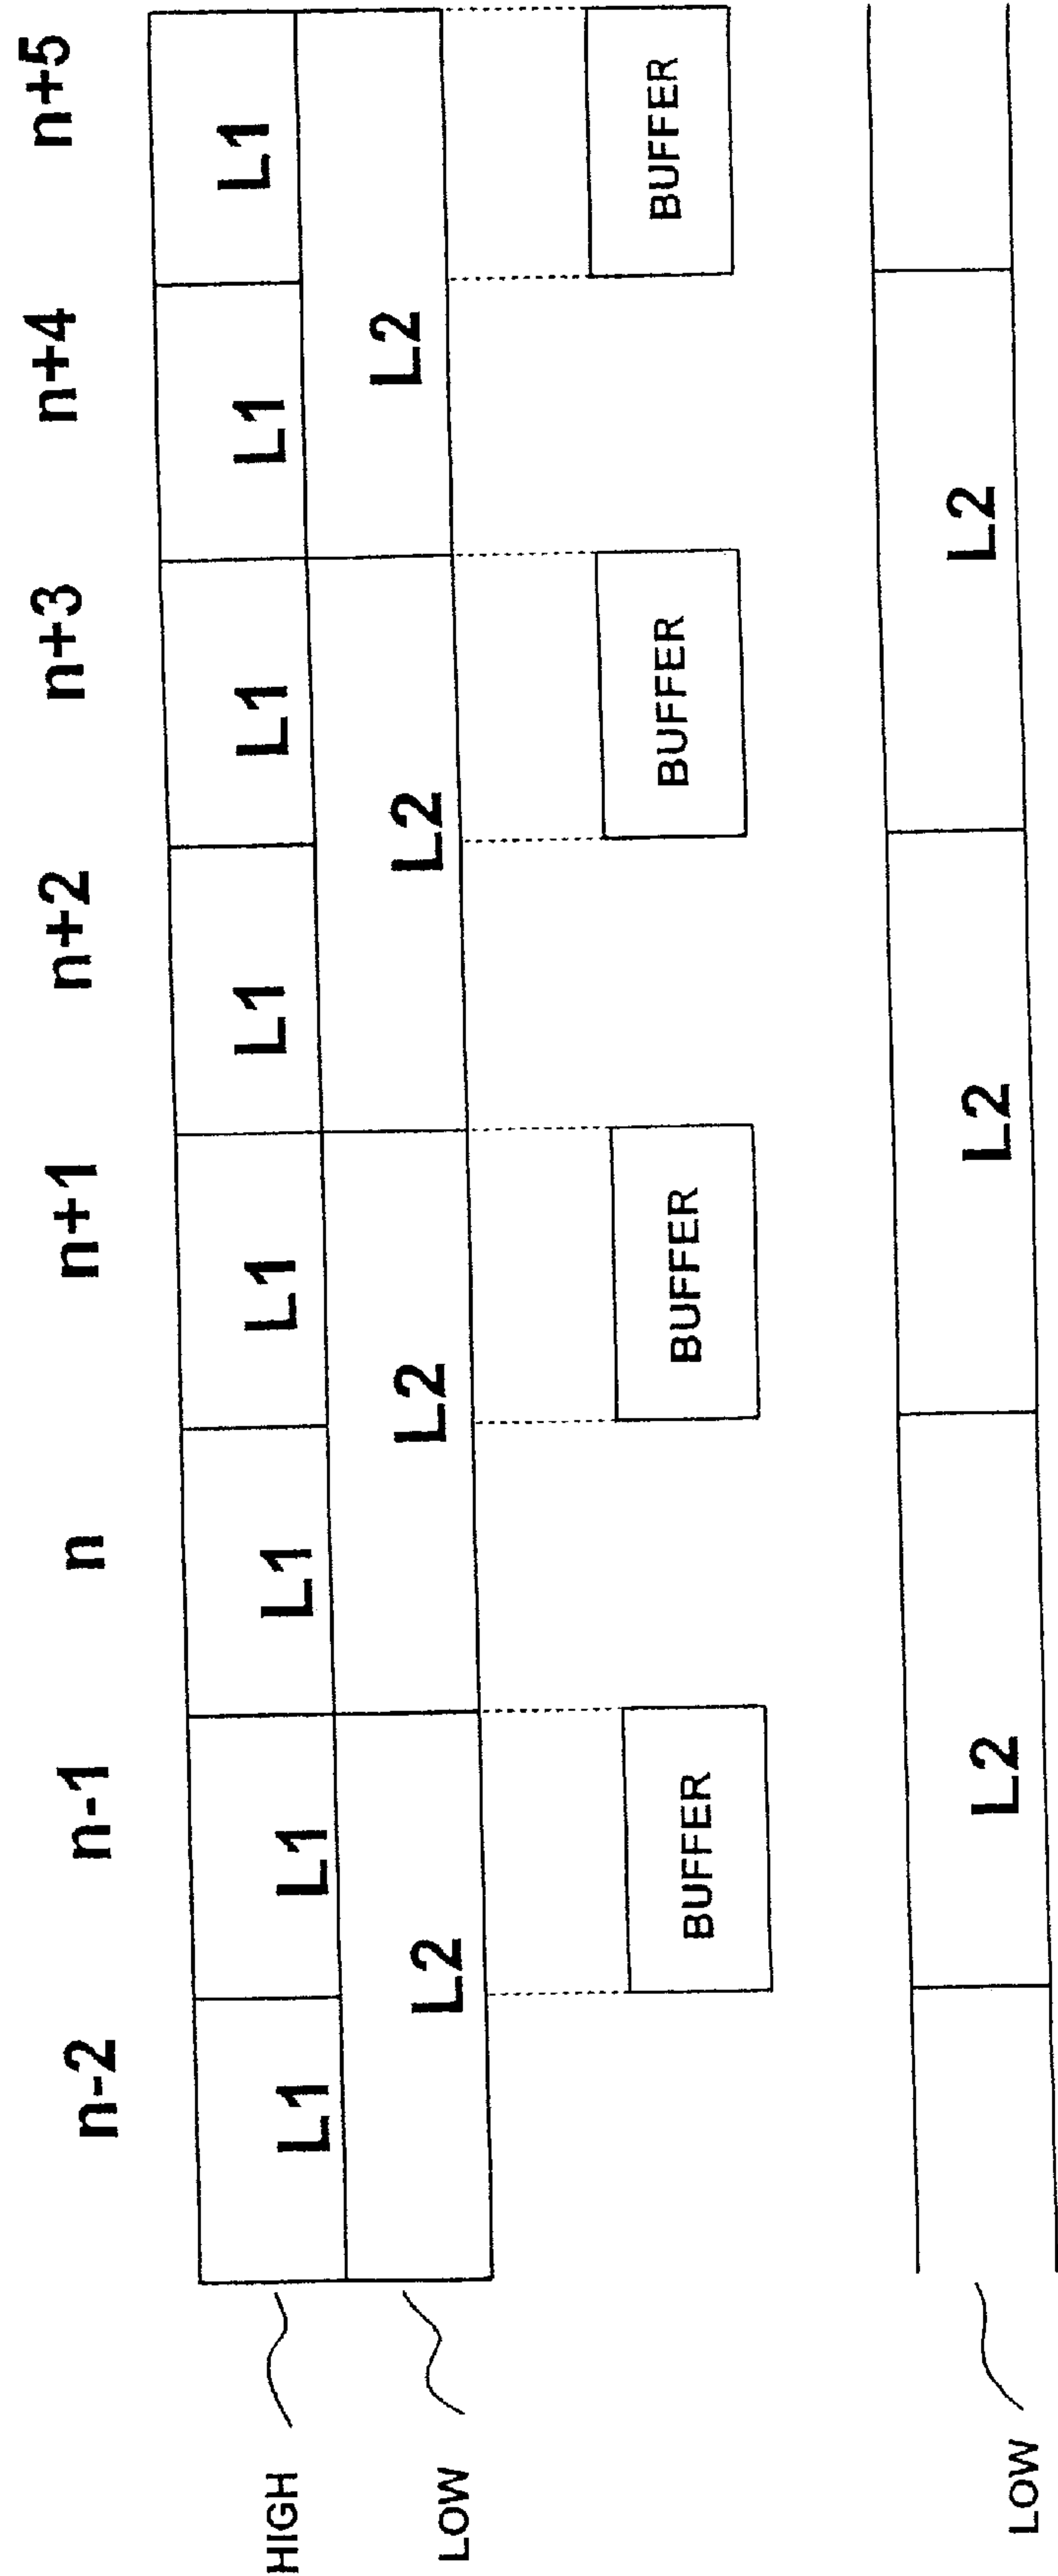 n-2 n-1 n n+1 n+2 n+3 n+4 n+5
HIGH L1 L1 L1 L1 L1 L1 L1 L1
LOW L2 L2 L2 L2
BUFFER BUFFER BUFFER BUFFER
LOW L2 L2 L2